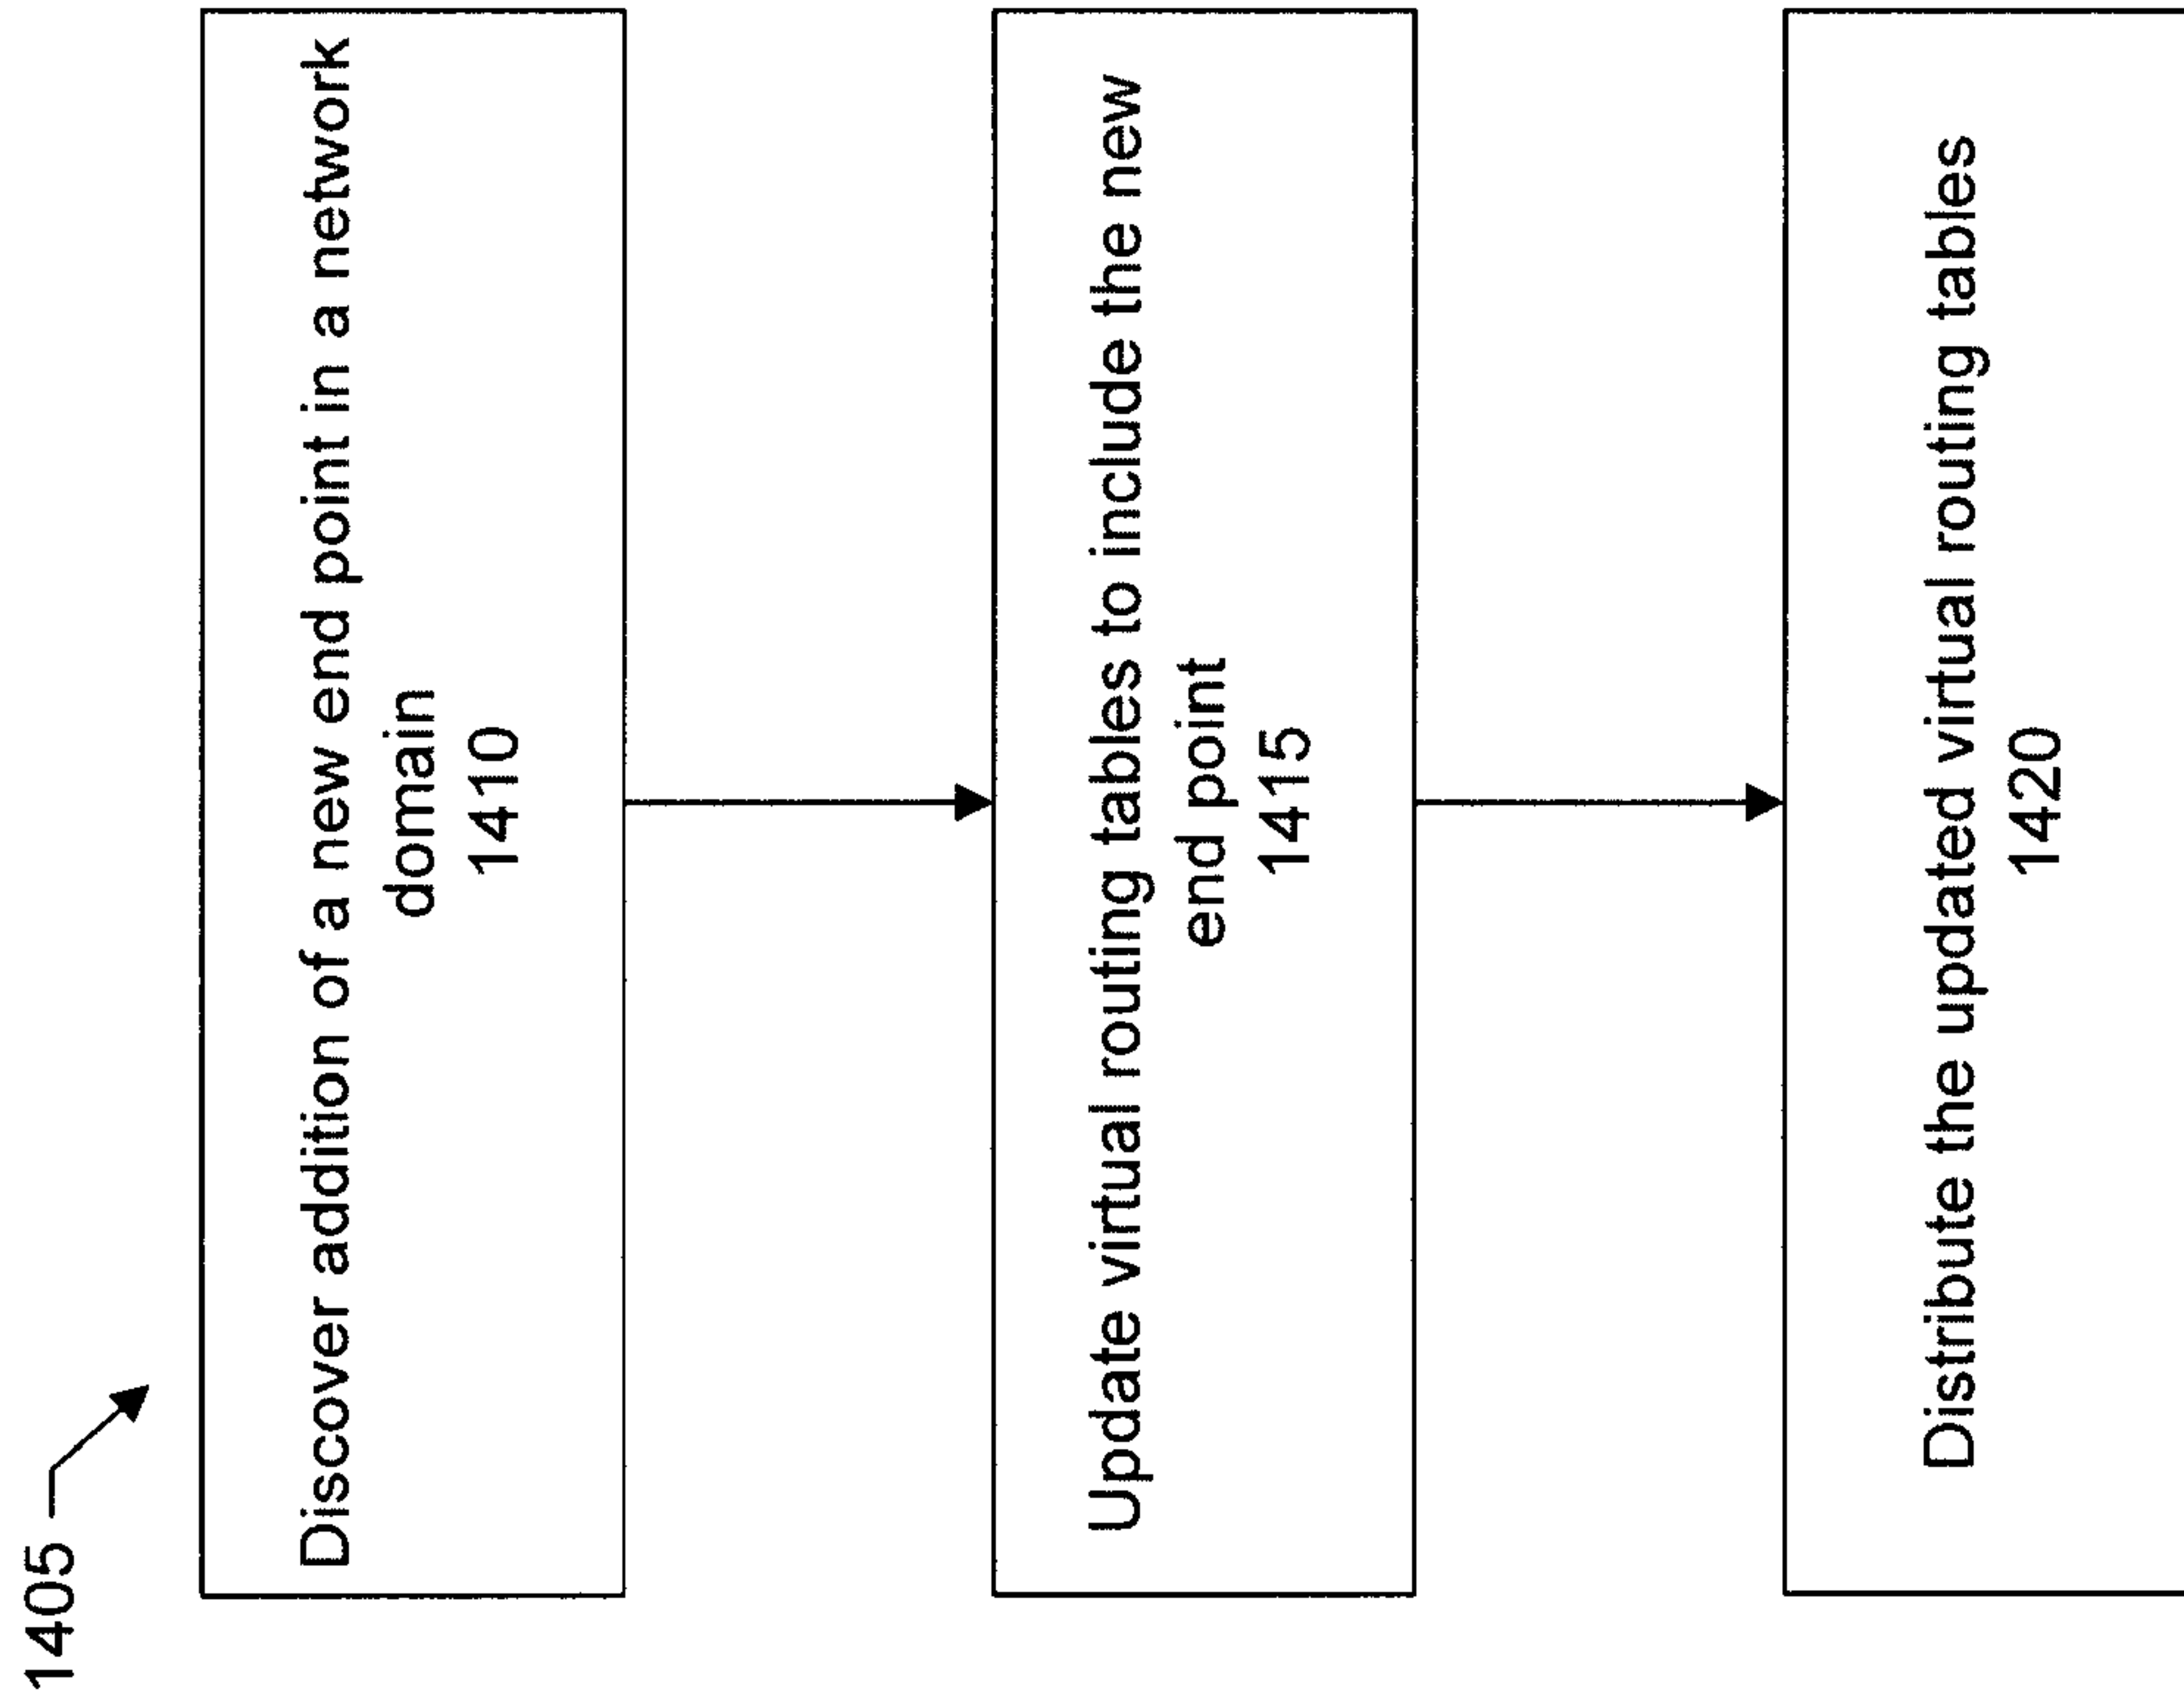 1405
Discover addition of a new end point in a network
domain
1410
Update virtual routing tables to include the new
end point
1415
Distribute the updated virtual routing tables
1420